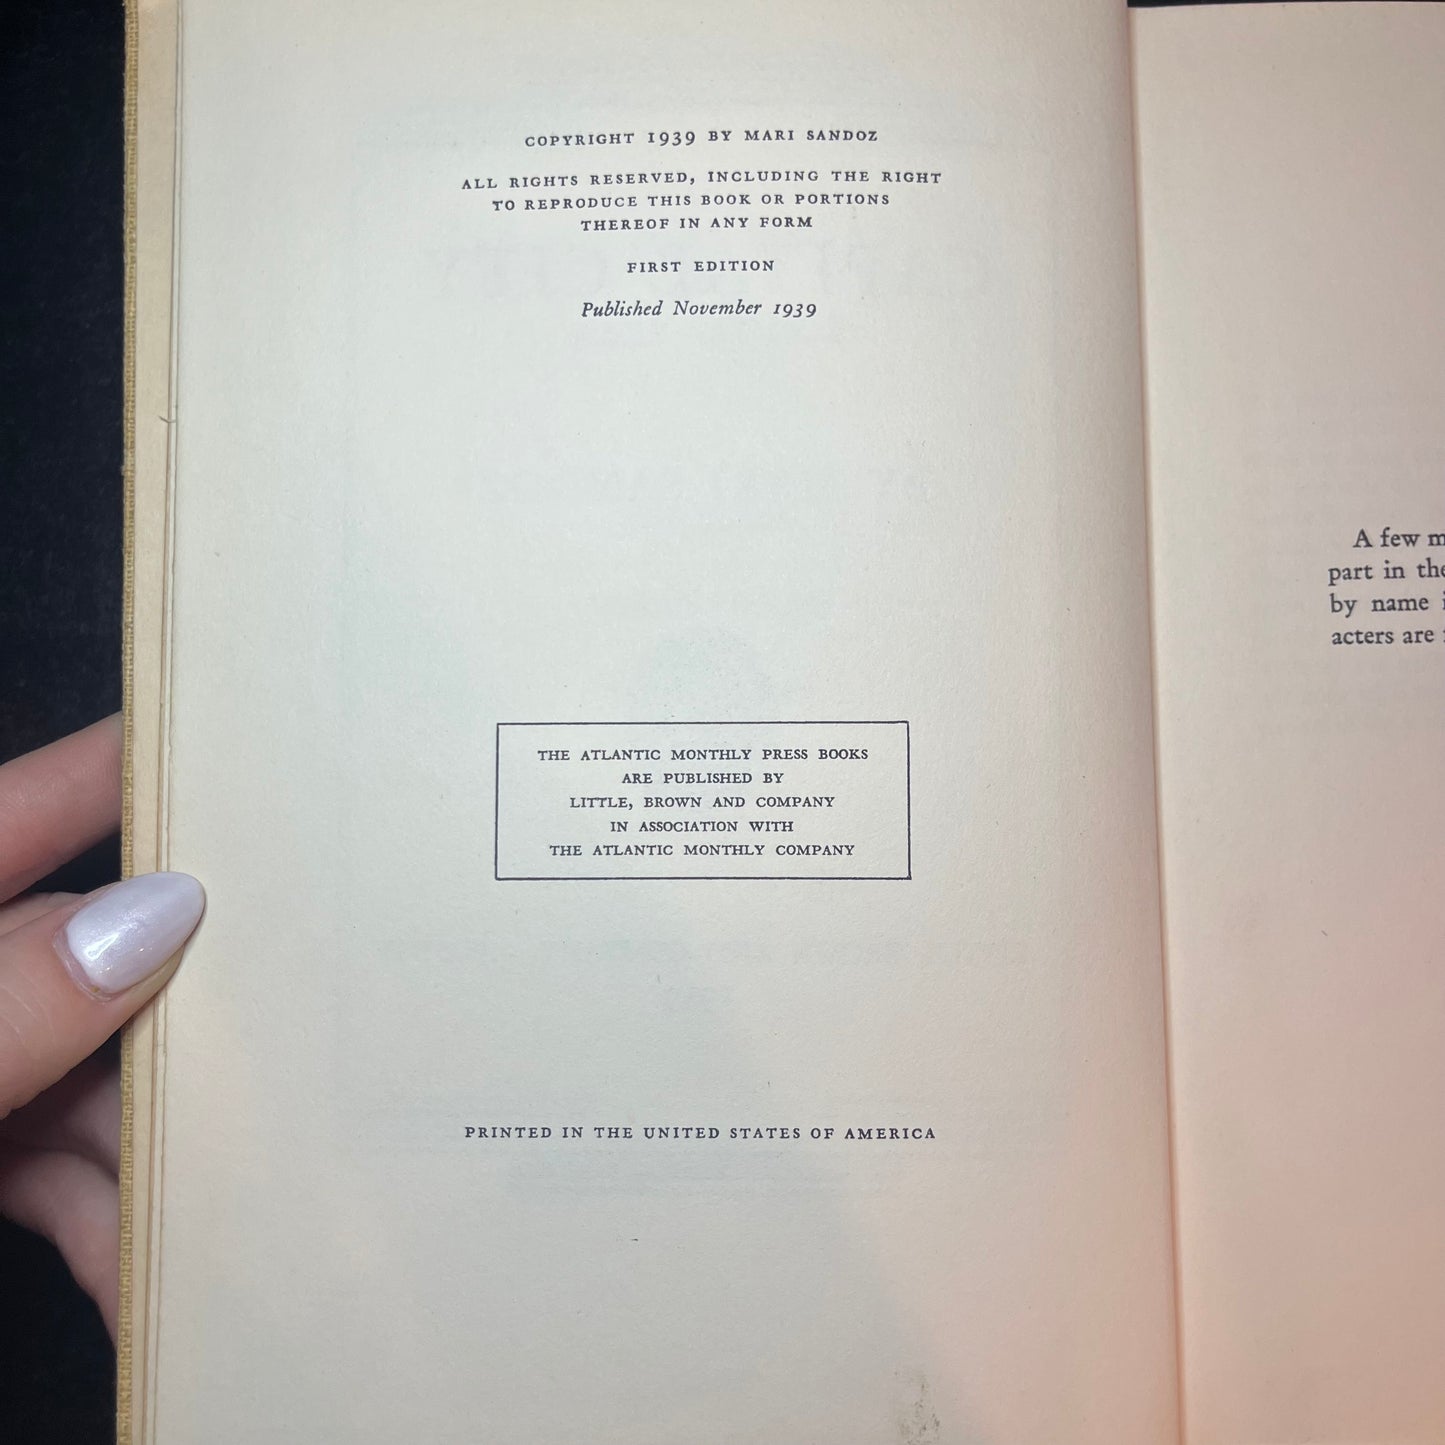 COPYRIGHT 1939 BY MARI SANDOZ
ALL RIGHTS RESERVED, INCLUDING THE RIGHT
TO REPRODUCE THIS BOOK OR PORTIONS
THEREOF IN ANY FORM
FIRST EDITION
Published November 1939
THE ATLANTIC MONTHLY PRESS BOOKS
ARE PUBLISHED BY
LITTLE, BROWN AND COMPANY
IN ASSOCIATION WITH
THE ATLANTIC MONTHLY COMPANY
PRINTED IN THE UNITED STATES OF AMERICA
A few
part in
by name
acters are